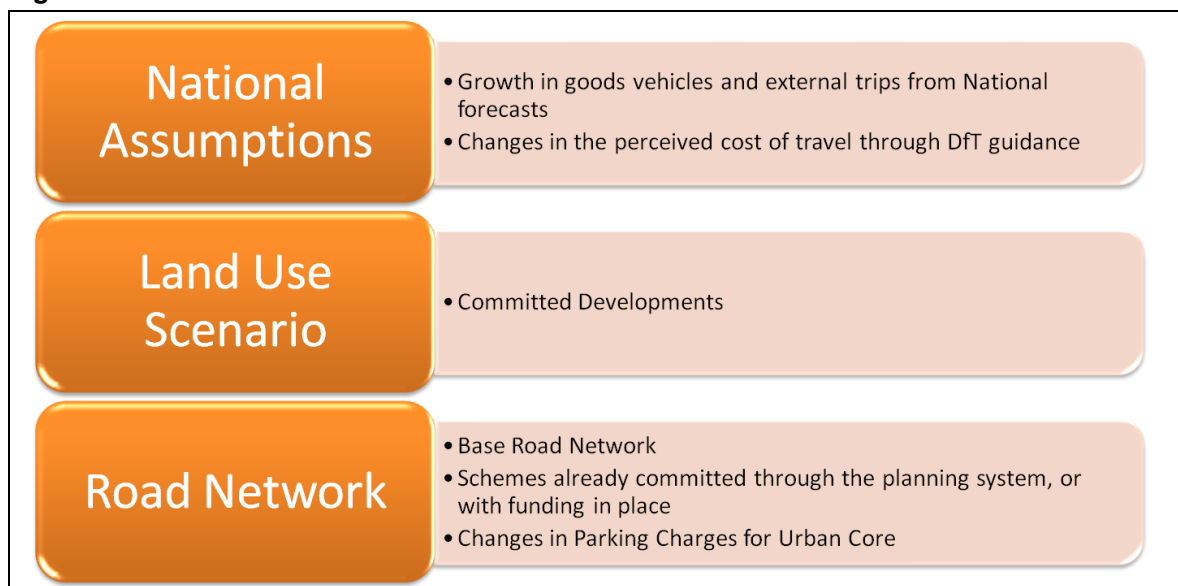 National
Assumptions
• Growth in goods vehicles and external trips from National
forecasts
• Changes in the perceived cost of travel through DfT guidance
Land Use
Scenario
• Committed Developments
Road Network
• Base Road Network
• Schemes already committed through the planning system, or
with funding in place
• Changes in Parking Charges for Urban Core